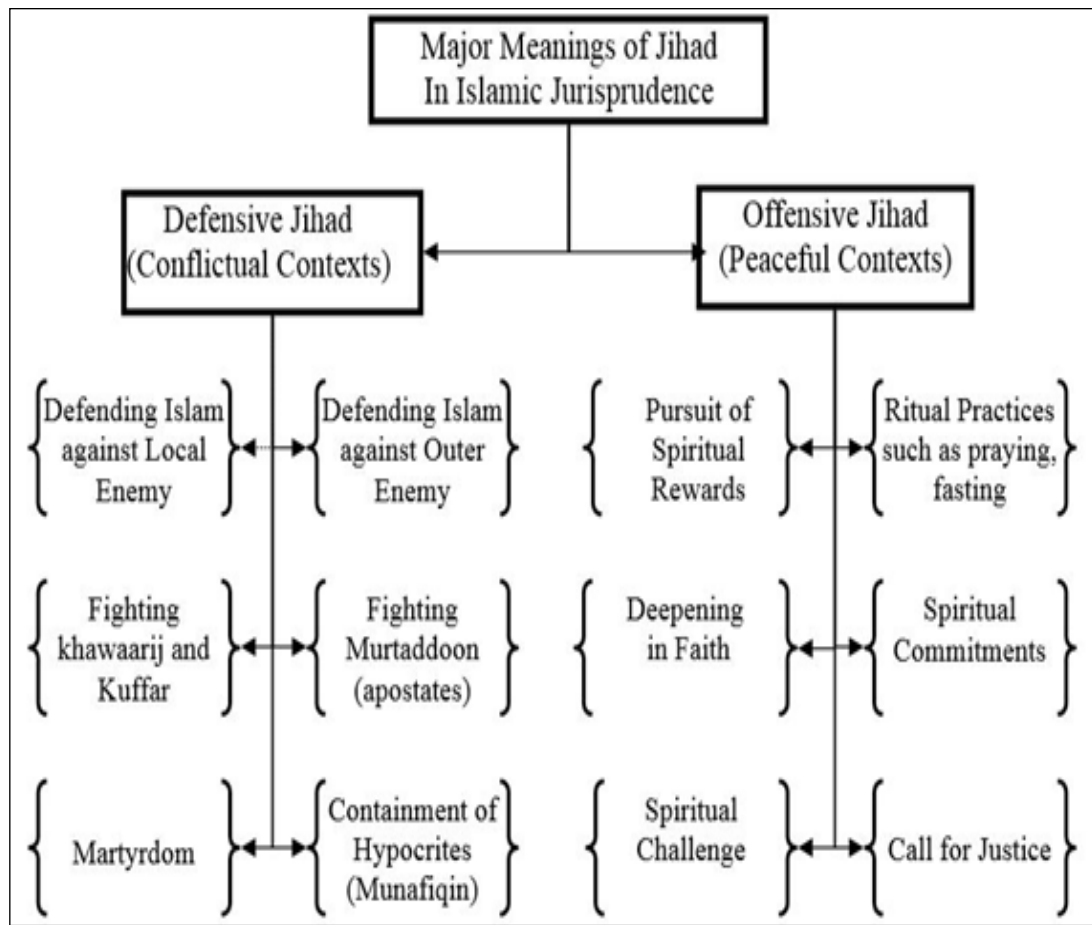 Major Meanings of Jihad
In Islamic Jurisprudence
Defensive Jihad
(Conflictual Contexts)
Offensive Jihad
(Peaceful Contexts)
Defending Islam
against Local
Enemy
Defending Islam
against Outer
Enemy
Pursuit of
Spiritual
Rewards
Ritual Practices
such as praying,
fasting
Fighting
khawaarij and
Kuffar
Fighting
Murtaddoon
(apostates)
Deepening
in Faith
Spiritual
Commitments
Martyrdom
Containment of
Hypocrites
(Munafiqin)
Spiritual
Challenge
Call for Justice